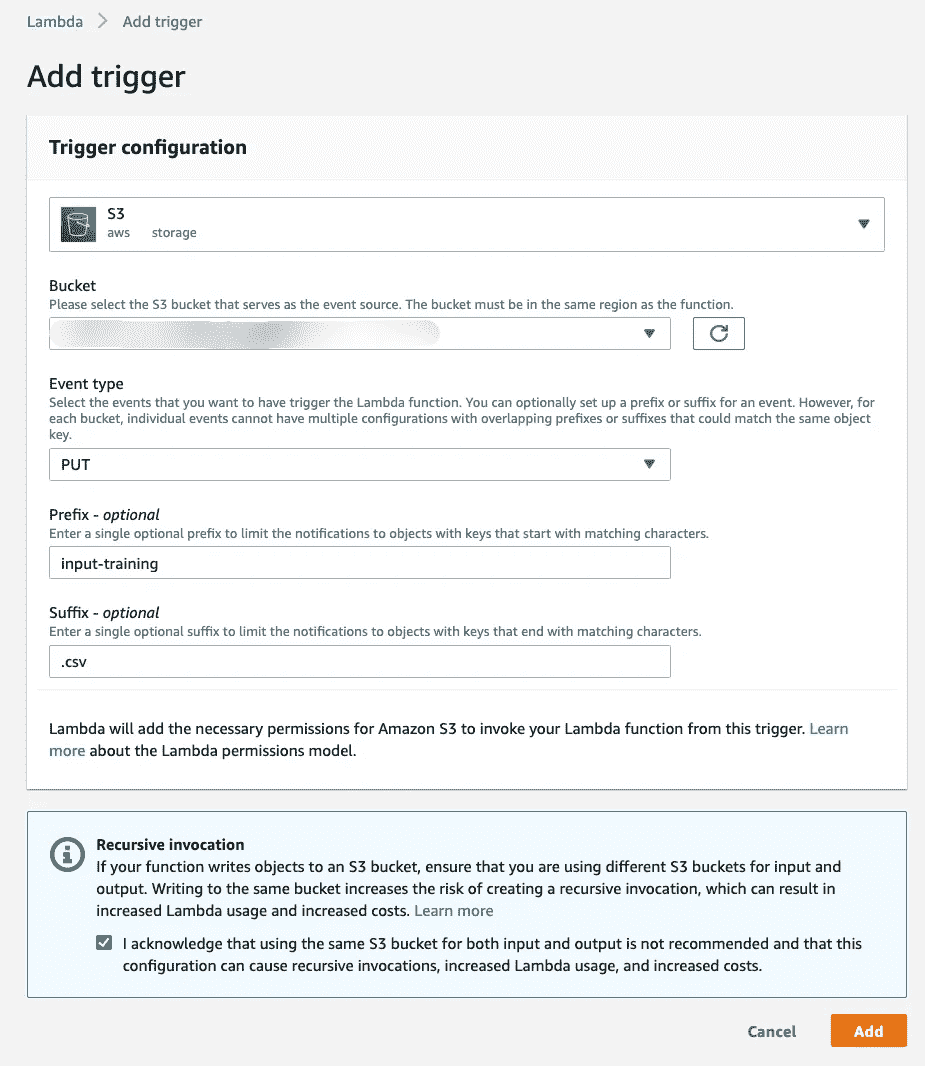 Lambda > Add trigger
Add trigger
Trigger configuration
S3
aws storage
Bucket
Please select the S3 bucket that serves as the event source. The bucket must be in the same region as the function.
Event type
Select the events that you want to have trigger the Lambda function. You can optionally set up a prefix or suffix for an event. However, for
each bucket, individual events cannot have multiple configurations with overlapping prefixes or suffixes that could match the same object
key.
PUT
Prefix - optional
Enter a single optional prefix to limit the notifications to objects with keys that start with matching characters.
input-training
Suffix - optional
Enter a single optional suffix to limit the notifications to objects with keys that end with matching characters.
.csv
Lambda will add the necessary permissions for Amazon S3 to invoke your Lambda function from this trigger. Learn
more about the Lambda permissions model.
Recursive invocation
If your function writes objects to an S3 bucket, ensure that you are using different S3 buckets for input and
output. Writing to the same bucket increases the risk of creating a recursive invocation, which can result in
increased Lambda usage and increased costs. Learn more
I acknowledge that using the same S3 bucket for both input and output is not recommended and that this
configuration can cause recursive invocations, increased Lambda usage, and increased costs.
Cancel Add